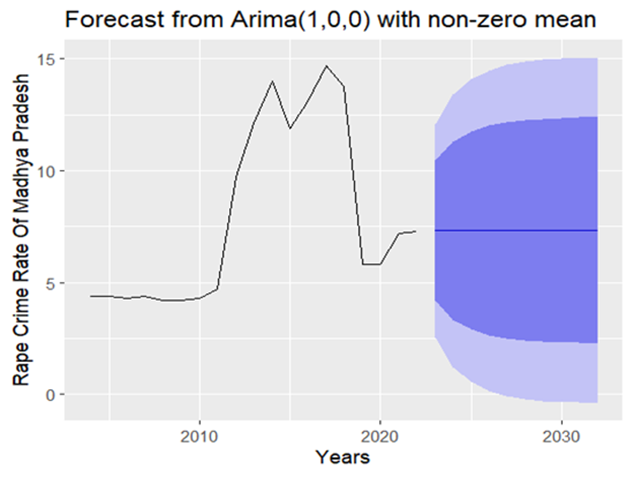 Forecast from Arima(1,0,0) with non-zero mean
Rape Crime Rate Of Madhya Pradesh
15
10
5
0
2010 2020 2030
Years